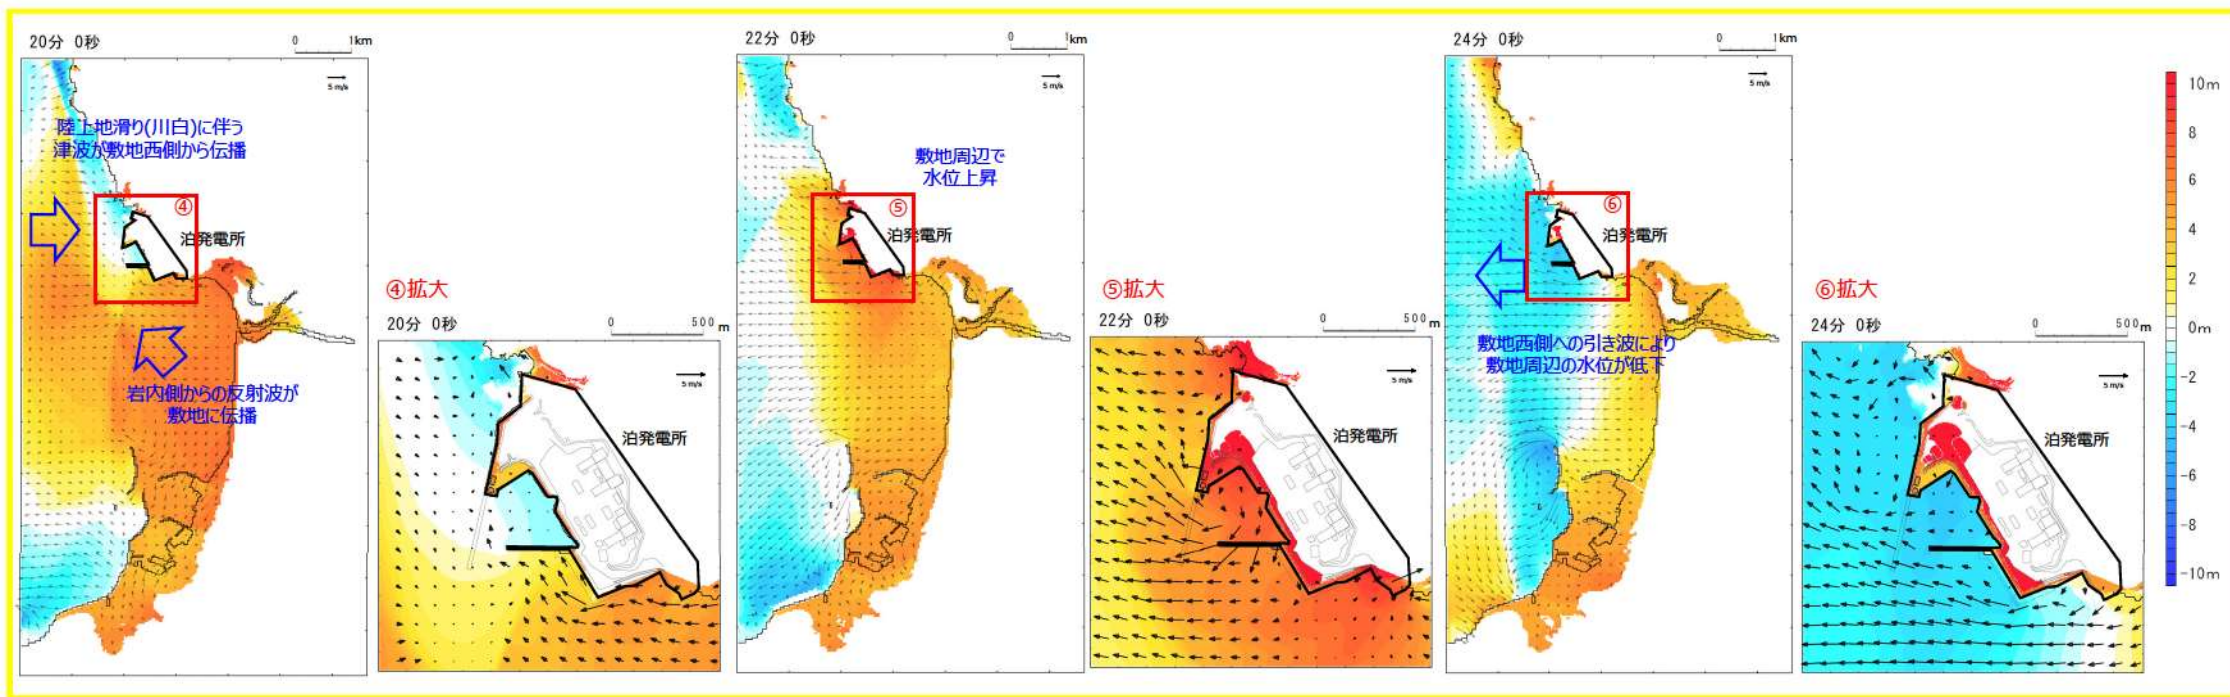 20分 0秒
0 1km
5 m/s
陸上地滑り(川白)に伴う
津波が敷地西側から伝播
④
泊発電所
岩内側からの反射波が
敷地に伝播
④拡大
20分 0秒
0 500m
5 m/s
泊発電所
22分 0秒
0 1km
5 m/s
敷地周辺で
水位上昇
⑤
泊発電所
⑤拡大
22分 0秒
0 500m
5 m/s
泊発電所
24分 0秒
0 1km
5 m/s
⑥
泊発電所
敷地西側への引き波により
敷地周辺の水位が低下
⑥拡大
24分 0秒
0 500m
5 m/s
泊発電所
10m
8
6
4
2
0m
-2
-4
-6
-8
-10m